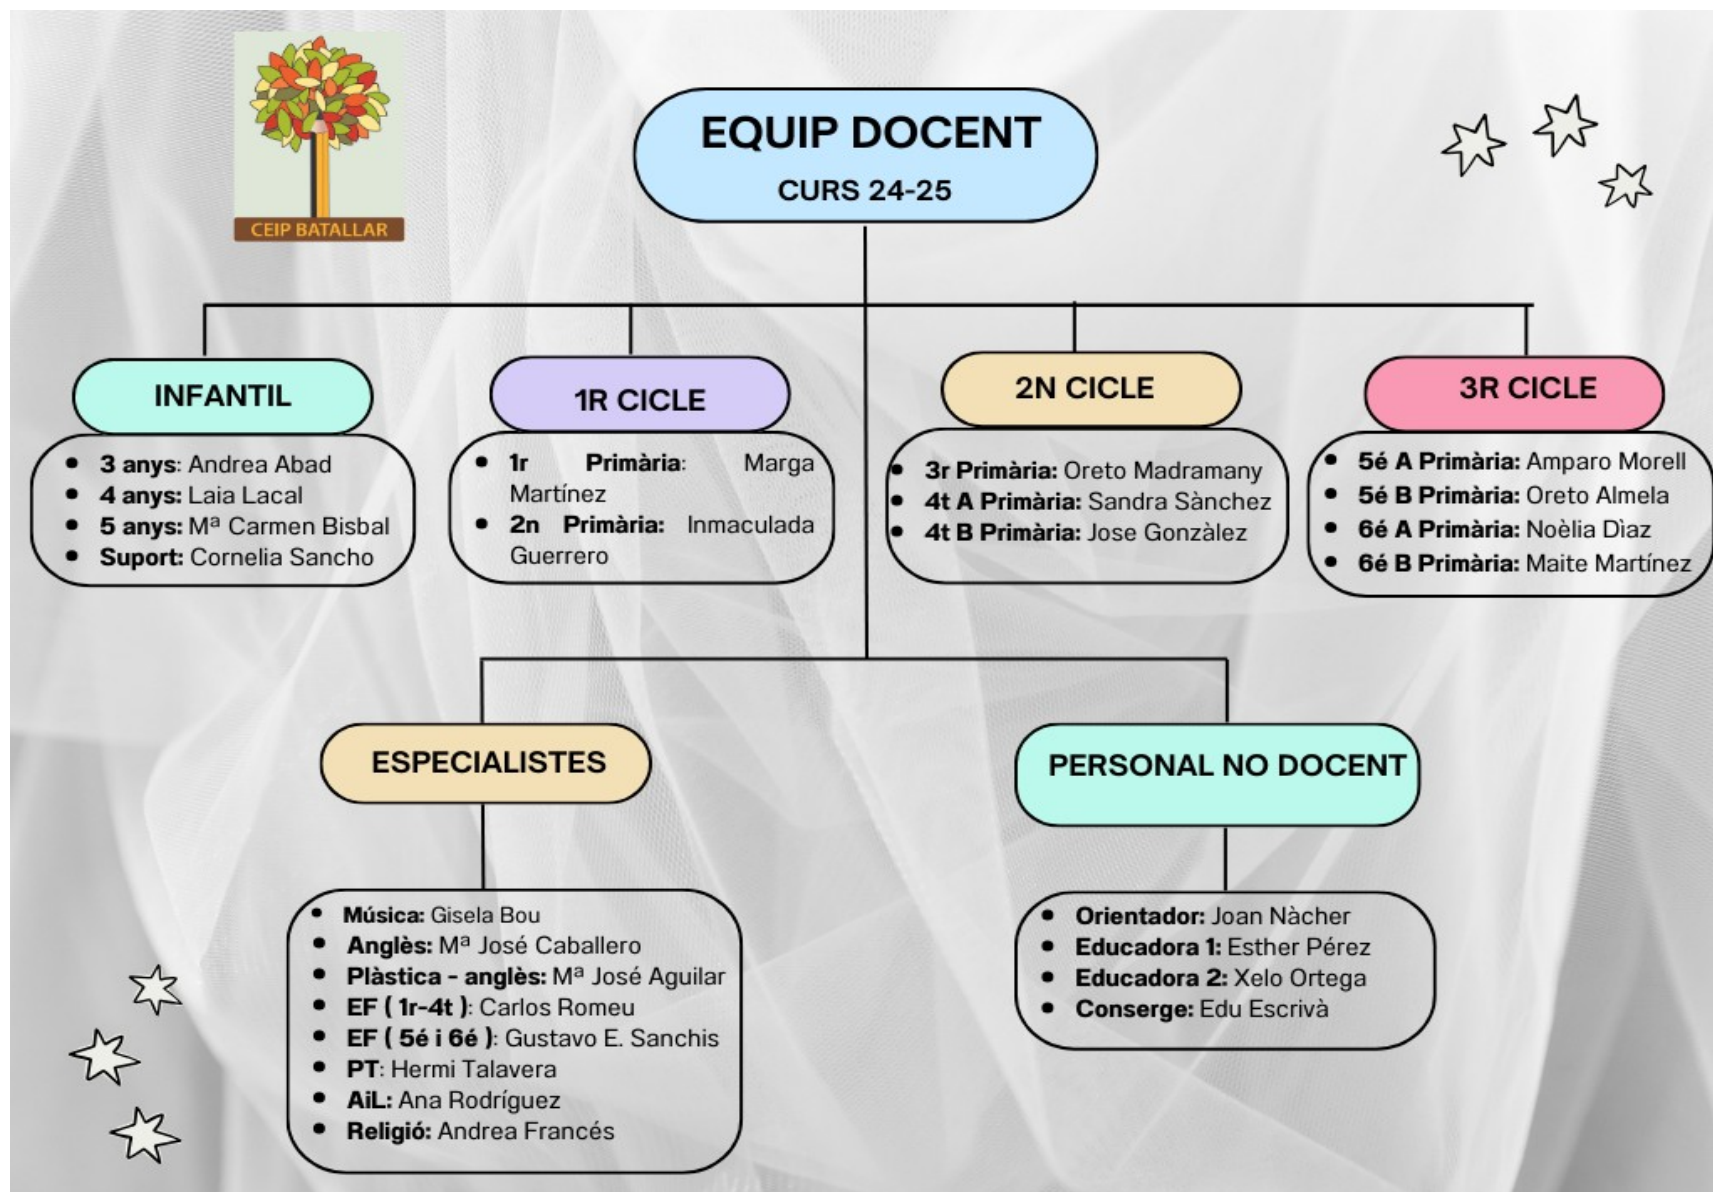 CEIP BATALLAR
EQUIP DOCENT
CURS 24-25
INFANTIL
3 anys: Andrea Abad
4 anys: Laia Lacal
5 anys: Mª Carmen Bisbal
Suport: Cornelia Sancho
1R CICLE
1r Primària: Marga
Martínez
2n Primària: Inmaculada
Guerrero
2N CICLE
3r Primària: Oreto Madramany
4t A Primària: Sandra Sànchez
4t B Primària: Jose Gonzàlez
3R CICLE
5é A Primària: Amparo Morell
5é B Primària: Oreto Almela
6é A Primària: Noèlia Dìaz
6é B Primària: Maite Martínez
ESPECIALISTES
Música: Gisela Bou
Anglès: Mª José Caballero
Plàstica - anglès: Mª José Aguilar
EF ( 1r-4t ): Carlos Romeu
EF ( 5é i 6é ): Gustavo E. Sanchis
PT: Hermi Talavera
AiL: Ana Rodríguez
Religió: Andrea Francés
PERSONAL NO DOCENT
Orientador: Joan Nàcher
Educadora 1: Esther Pérez
Educadora 2: Xelo Ortega
Conserge: Edu Escrivà